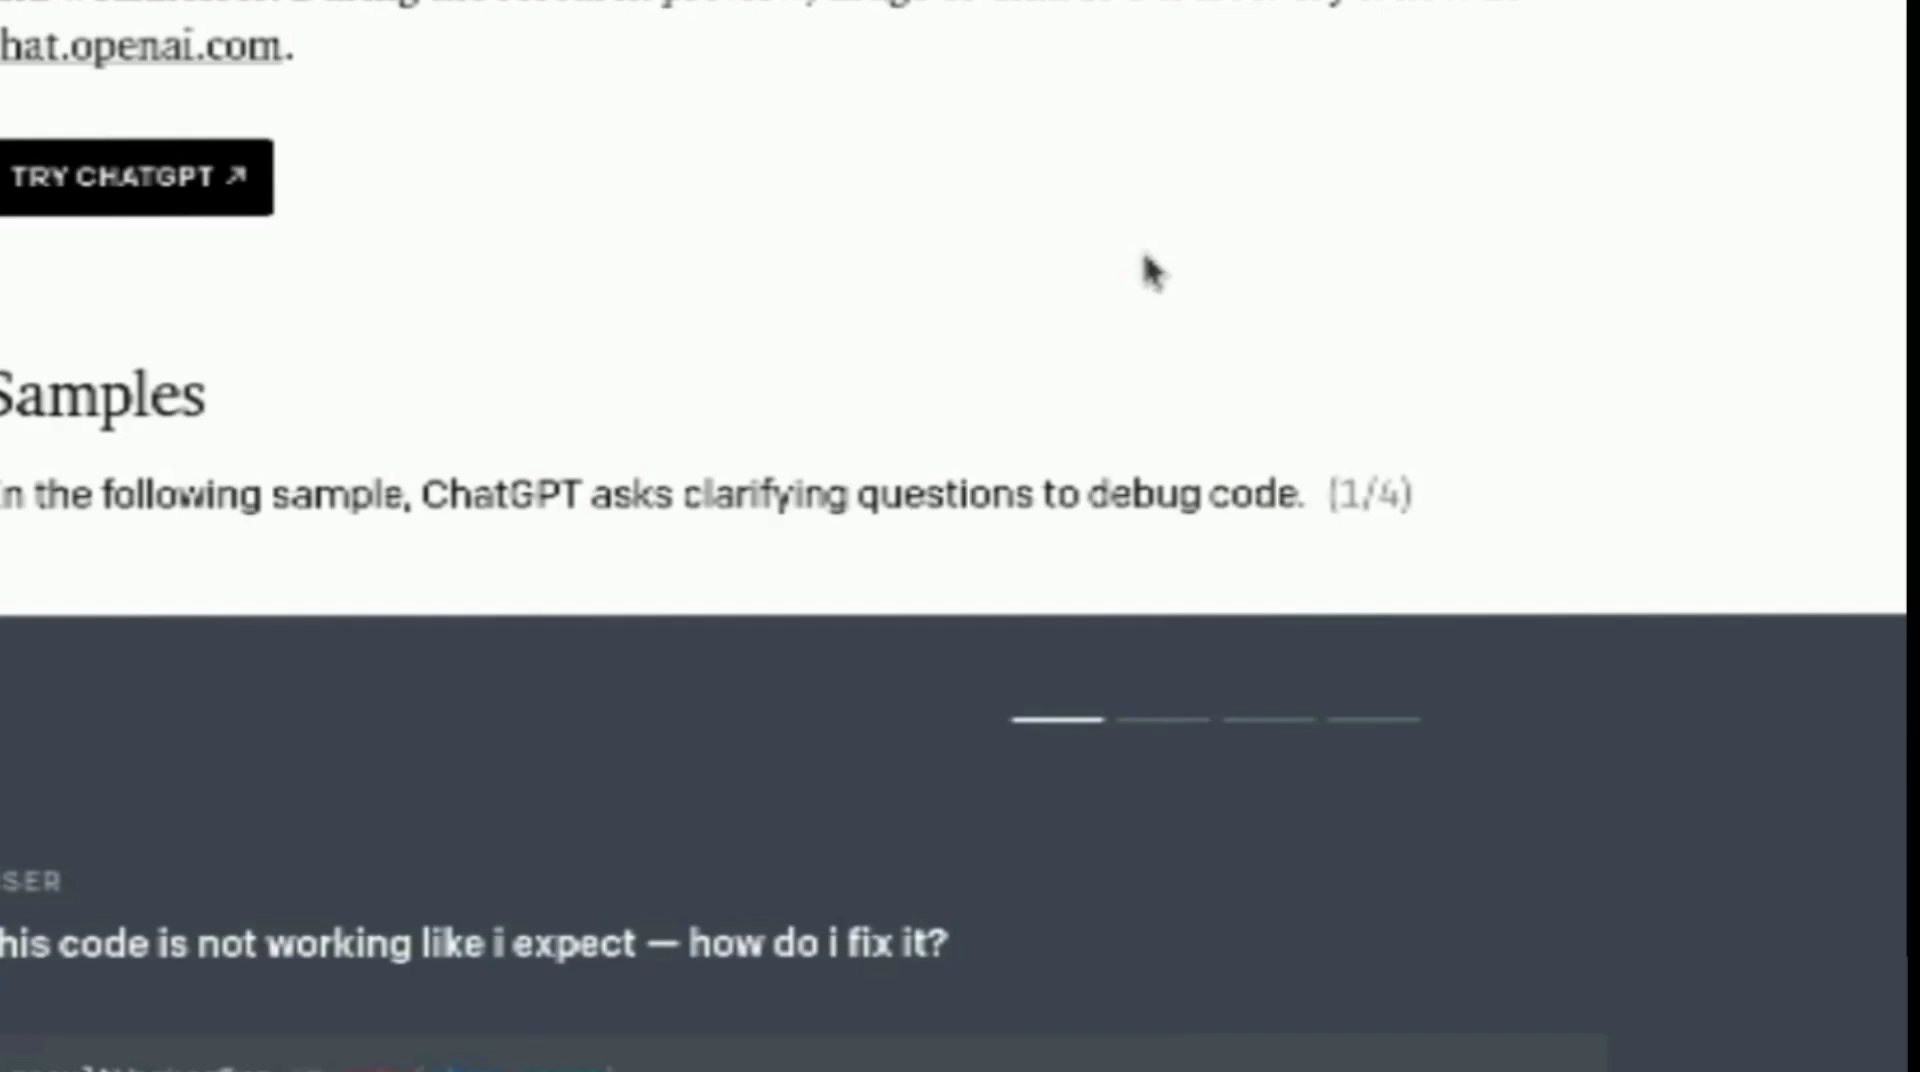 hat.openai.com.
TRY CHATGPT ↗
Samples
n the following sample, ChatGPT asks clarifying questions to debug code. (1/4)
SER
his code is not working like i expect — how do i fix it?